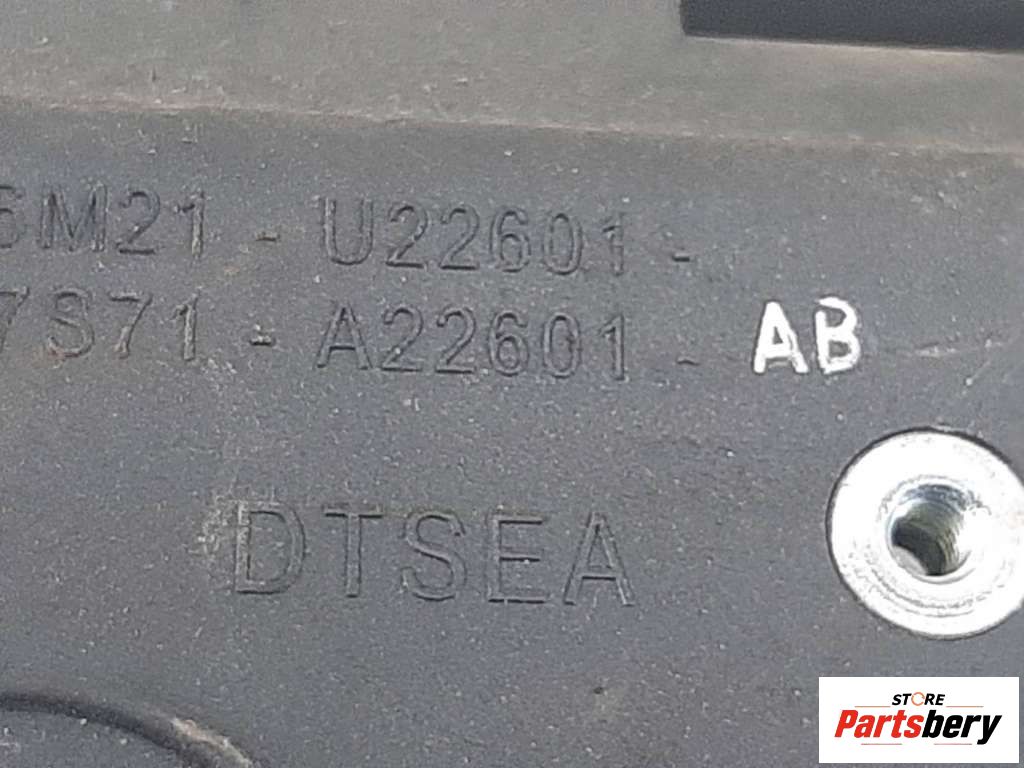 6M21 - U22601 -
7S71 - A22601 - AB
DTSEA
STORE
Partsbery